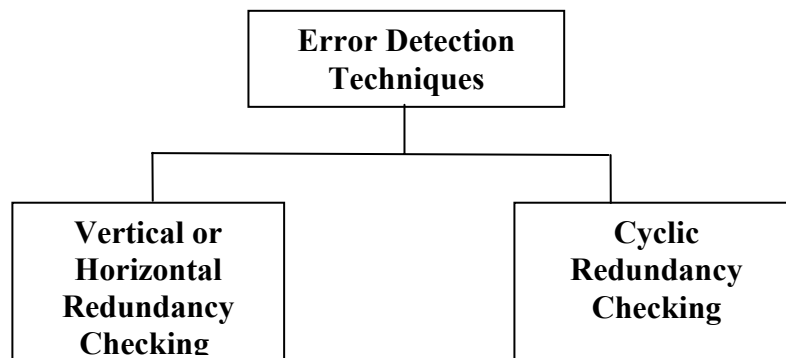 Error Detection
Techniques
Vertical or
Horizontal
Redundancy
Checking
Cyclic
Redundancy
Checking